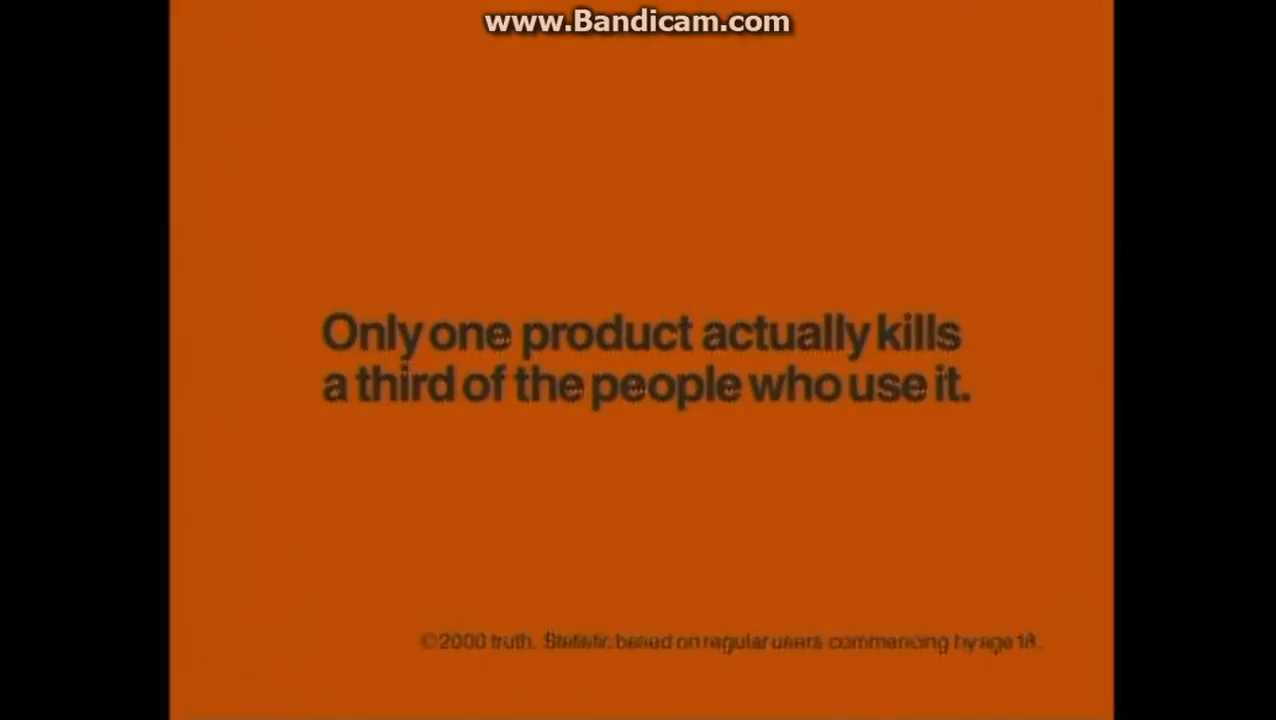 www.Bandicam.com
Only one product actually kills
a third of the people who use it.
©2000 truth. Statistic based on regular users commencing by age 18.